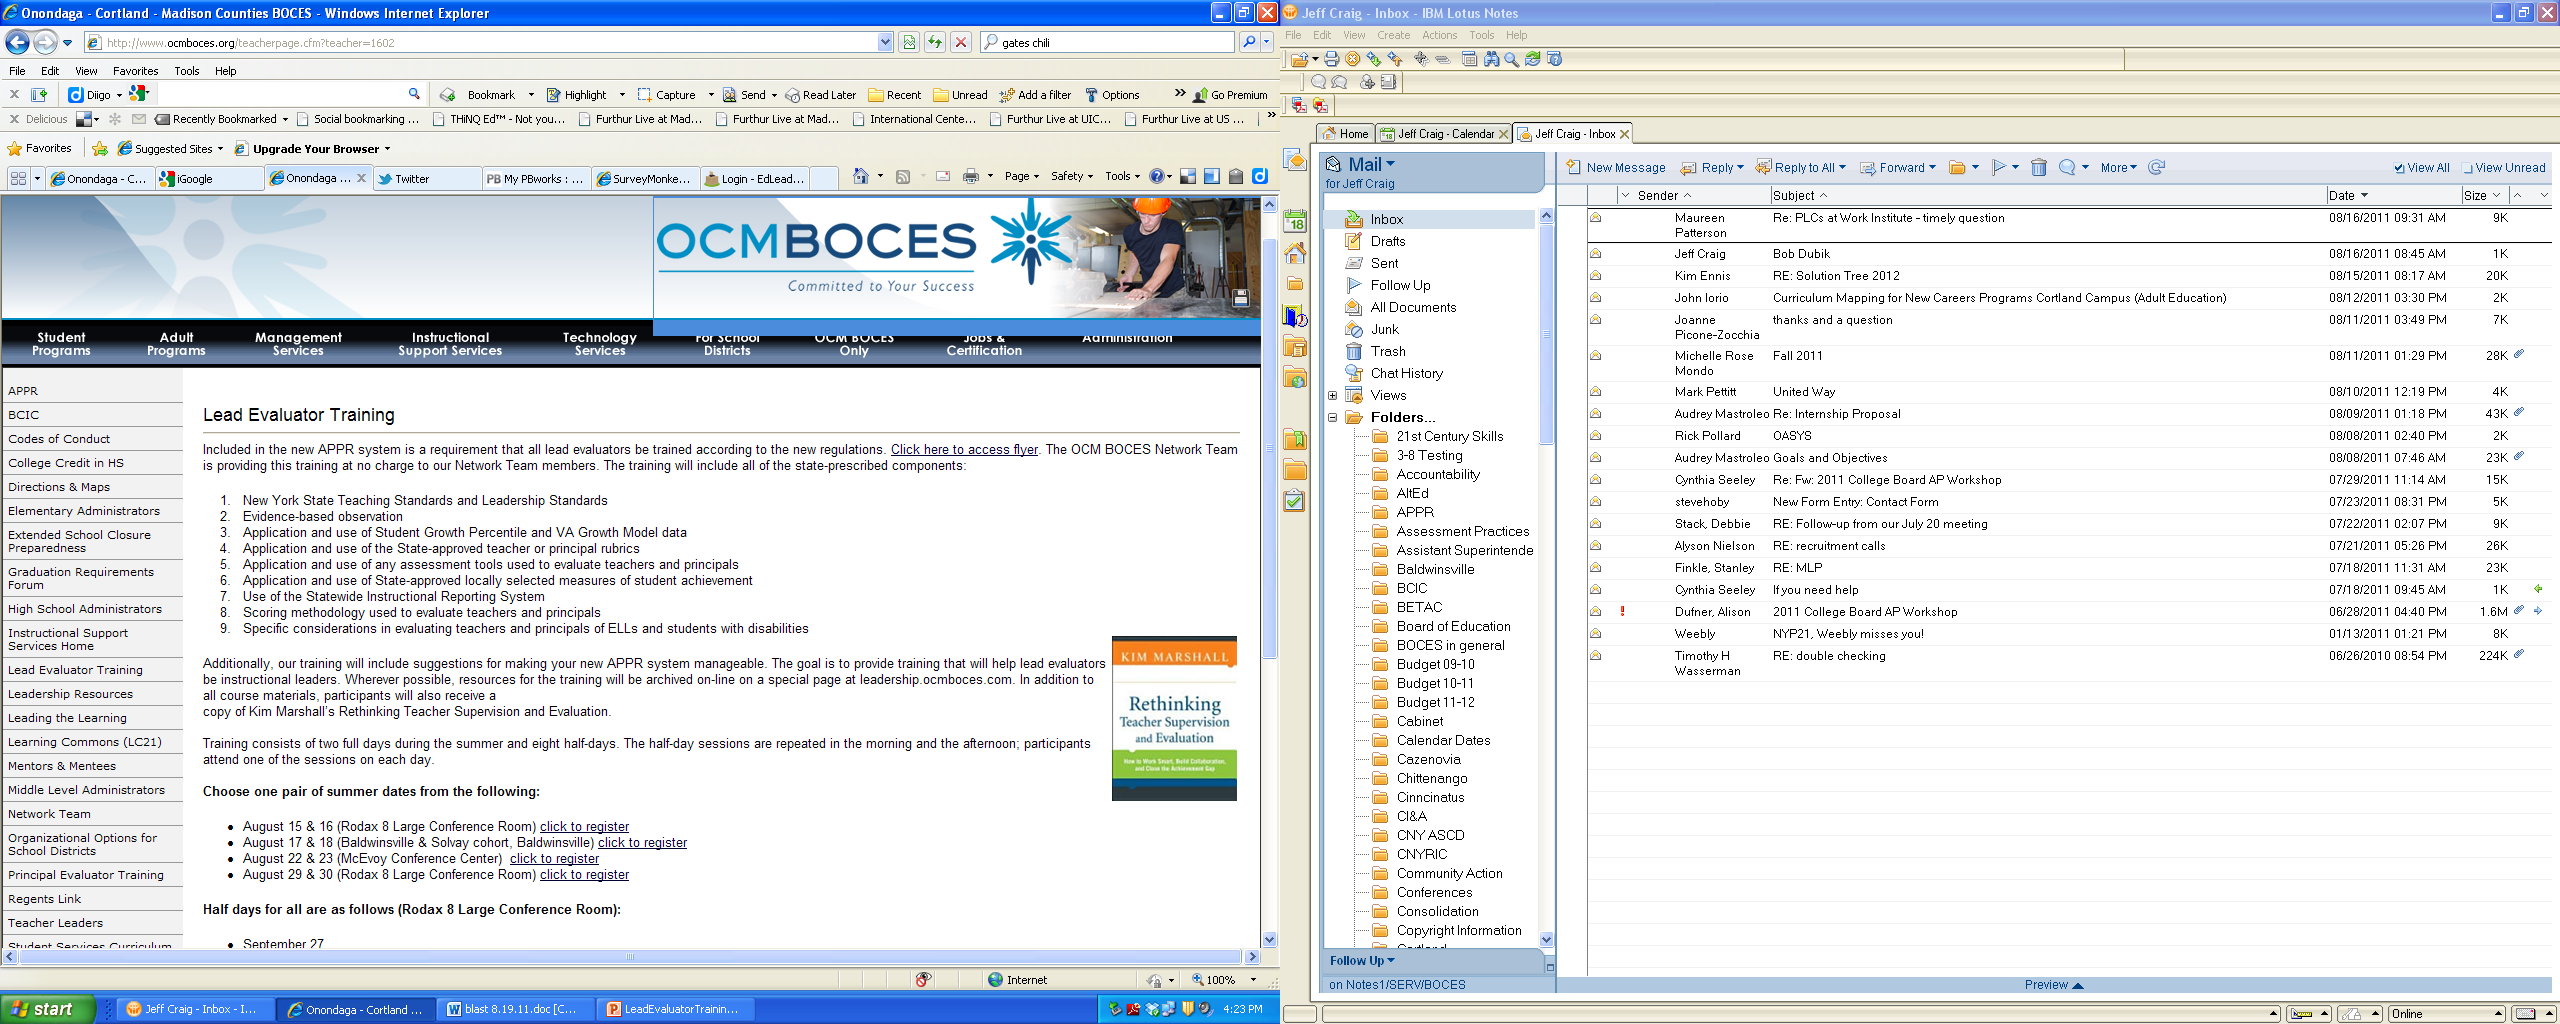 Onondaga - Cortland - Madison Counties BOCES - Windows Internet Explorer
http://www.ocmboces.org/teacherpage.cfm?teacher=1602
gates chili
File Edit View Favorites Tools Help
Diigo Bookmark Highlight Capture Send Read Later Recent Unread Add a filter Options Go Premium
Delicious Recently Bookmarked Social bookmarking ... THiNQ Ed™ - Not you... Furthur Live at Mad... Furthur Live at Mad... International Cente... Furthur Live at UIC... Furthur Live at US ...
Favorites Suggested Sites Upgrade Your Browser
Onondaga - C... iGoogle Onondaga ... Twitter PB My PBworks : ... SurveyMonke... Login - EdLead... Page Safety Tools
OCMBOCES
Committed to Your Success
Student Programs
Adult Programs
Management Services
Instructional Support Services
Technology Services
For School Districts
OCM BOCES Only
Jobs & Certification
Administration
APPR
BCIC
Codes of Conduct
College Credit in HS
Directions & Maps
Elementary Administrators
Extended School Closure
Preparedness
Graduation Requirements
Forum
High School Administrators
Instructional Support
Services Home
Lead Evaluator Training
Leadership Resources
Leading the Learning
Learning Commons (LC21)
Mentors & Mentees
Middle Level Administrators
Network Team
Organizational Options for
School Districts
Principal Evaluator Training
Regents Link
Teacher Leaders
Student Services Curriculum
Lead Evaluator Training
Included in the new APPR system is a requirement that all lead evaluators be trained according to the new regulations. Click here to access flyer. The OCM BOCES Network Team
is providing this training at no charge to our Network Team members. The training will include all of the state-prescribed components:
1. New York State Teaching Standards and Leadership Standards
2. Evidence-based observation
3. Application and use of Student Growth Percentile and VA Growth Model data
4. Application and use of the State-approved teacher or principal rubrics
5. Application and use of any assessment tools used to evaluate teachers and principals
6. Application and use of State-approved locally selected measures of student achievement
7. Use of the Statewide Instructional Reporting System
8. Scoring methodology used to evaluate teachers and principals
9. Specific considerations in evaluating teachers and principals of ELLs and students with disabilities
Additionally, our training will include suggestions for making your new APPR system manageable. The goal is to provide training that will help lead evaluators
be instructional leaders. Wherever possible, resources for the training will be archived on-line on a special page at leadership.ocmboces.com. In addition to
all course materials, participants will also receive a
copy of Kim Marshall's Rethinking Teacher Supervision and Evaluation.
Training consists of two full days during the summer and eight half-days. The half-day sessions are repeated in the morning and the afternoon; participants
attend one of the sessions on each day.
KIM MARSHALL
Rethinking
Teacher Supervision
and Evaluation
How to Work Smart, Build Collaboration,
and Close the Achievement Gap
Choose one pair of summer dates from the following:
• August 15 & 16 (Rodax 8 Large Conference Room) click to register
• August 17 & 18 (Baldwinsville & Solvay cohort, Baldwinsville) click to register
• August 22 & 23 (McEvoy Conference Center) click to register
• August 29 & 30 (Rodax 8 Large Conference Room) click to register
Half days for all are as follows (Rodax 8 Large Conference Room):
• September 27
Internet 100%
start Jeff Craig - Inbox - I... Onondaga - Cortland ... blast 8.19.11.doc [C... LeadEvaluatorTrainin... 4:23 PM
Jeff Craig - Inbox - IBM Lotus Notes
File Edit View Create Actions Tools Help
Home Jeff Craig - Calendar Jeff Craig - Inbox
Mail
for Jeff Craig
New Message Reply Reply to All Forward More View All View Unread
Inbox
Drafts
Sent
Follow Up
All Documents
Junk
Trash
Chat History
Views
Folders...
21st Century Skills
3-8 Testing
Accountability
AltEd
APPR
Assessment Practices
Assistant Superintende
Baldwinsville
BCIC
BETAC
Board of Education
BOCES in general
Budget 09-10
Budget 10-11
Budget 11-12
Cabinet
Calendar Dates
Cazenovia
Chittenango
Cinncinatus
CI&A
CNY ASCD
CNYRIC
Community Action
Conferences
Consolidation
Copyright Information
Cortland
Follow Up
on Notes1/SERV/BOCES
Sender Subject Date Size
Maureen Patterson Re: PLCs at Work Institute - timely question 08/16/2011 09:31 AM 9K
Jeff Craig Bob Dubik 08/16/2011 08:45 AM 1K
Kim Ennis RE: Solution Tree 2012 08/15/2011 08:17 AM 20K
John Iorio Curriculum Mapping for New Careers Programs Cortland Campus (Adult Education) 08/12/2011 03:30 PM 2K
Joanne Picone-Zocchia thanks and a question 08/11/2011 03:49 PM 7K
Michelle Rose Mondo Fall 2011 08/11/2011 01:29 PM 28K
Mark Pettitt United Way 08/10/2011 12:19 PM 4K
Audrey Mastroleo Re: Internship Proposal 08/09/2011 01:18 PM 43K
Rick Pollard OASYS 08/08/2011 02:40 PM 2K
Audrey Mastroleo Goals and Objectives 08/08/2011 07:46 AM 23K
Cynthia Seeley Re: Fw: 2011 College Board AP Workshop 07/29/2011 11:14 AM 15K
stevehoby New Form Entry: Contact Form 07/23/2011 08:31 PM 5K
Stack, Debbie RE: Follow-up from our July 20 meeting 07/22/2011 02:07 PM 9K
Alyson Nielson RE: recruitment calls 07/21/2011 05:26 PM 26K
Finkle, Stanley RE: MLP 07/18/2011 11:31 AM 23K
Cynthia Seeley If you need help 07/18/2011 09:45 AM 1K
Dufner, Alison 2011 College Board AP Workshop 06/28/2011 04:40 PM 1.6M
Weebly NYP21, Weebly misses you! 01/13/2011 01:21 PM 8K
Timothy H Wasserman RE: double checking 06/26/2010 08:54 PM 224K
Preview
Online